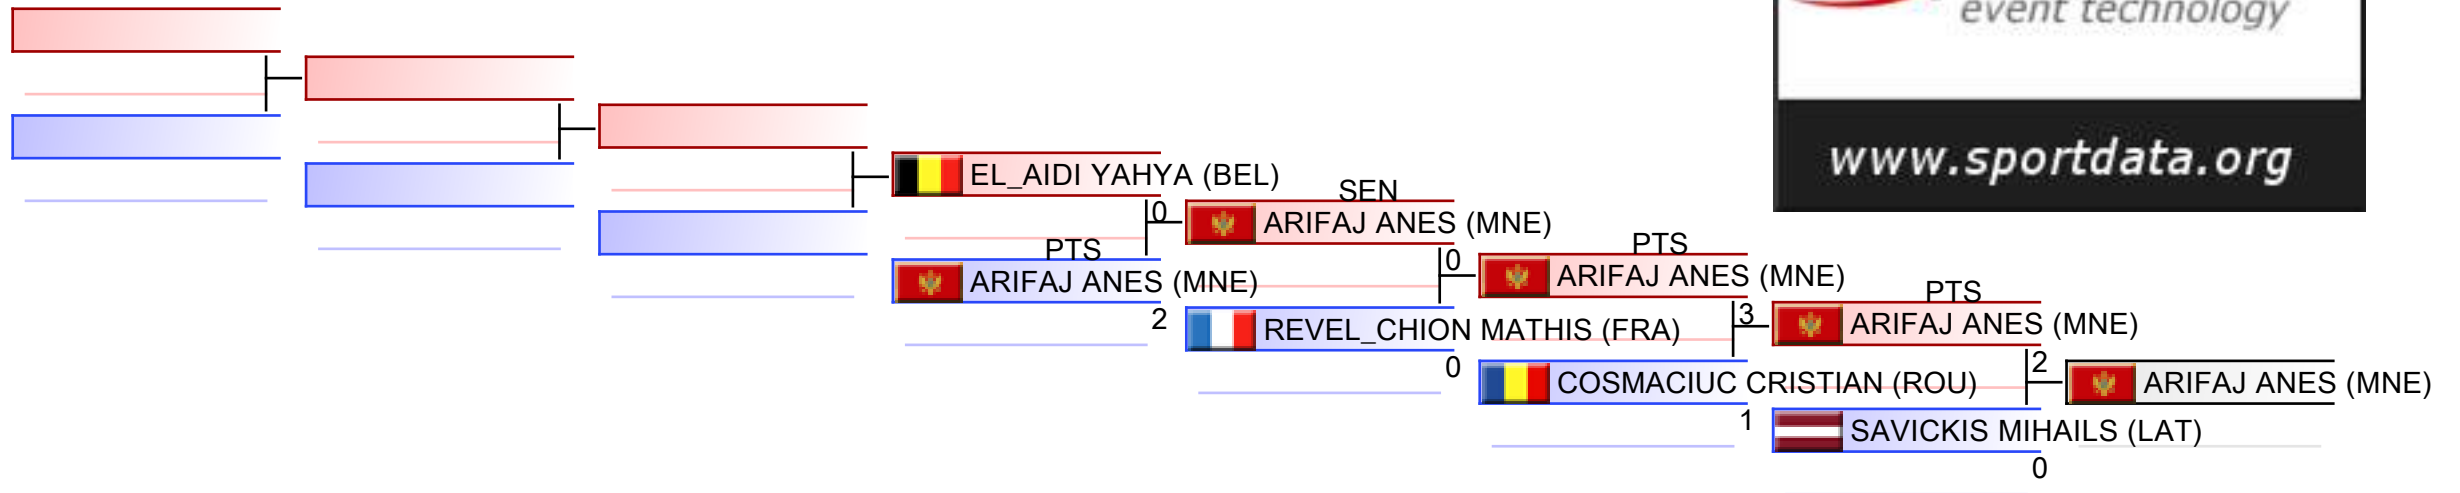 event technology
www.sportdata.org
EL_AIDI YAHYA (BEL)
0
PTS
ARIFAJ ANES (MNE)
2
SEN
ARIFAJ ANES (MNE)
0
REVEL_CHION MATHIS (FRA)
0
PTS
ARIFAJ ANES (MNE)
3
COSMACIUC CRISTIAN (ROU)
1
PTS
ARIFAJ ANES (MNE)
2
SAVICKIS MIHAILS (LAT)
0
ARIFAJ ANES (MNE)